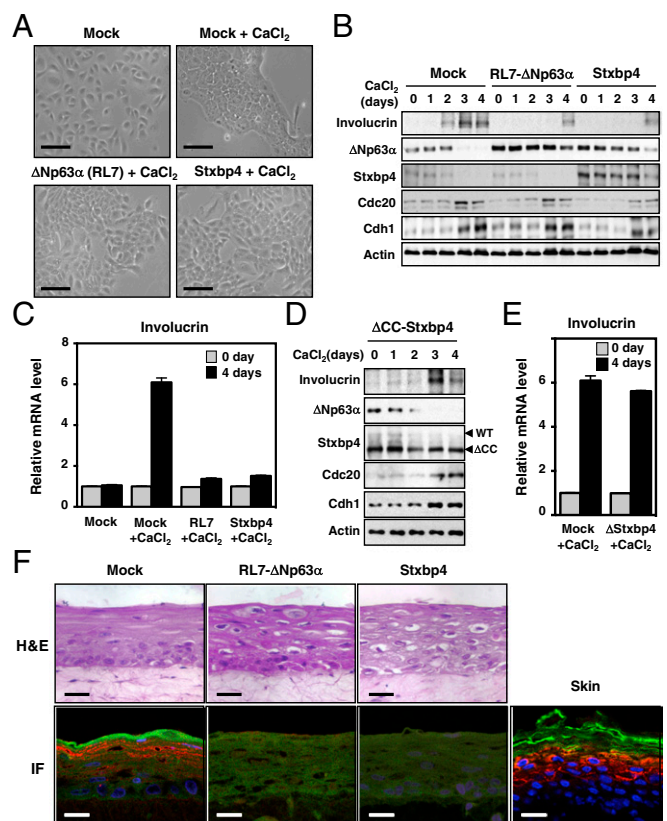 A
Mock
Mock + CaCl₂
ΔNp63α (RL7) + CaCl₂
Stxbp4 + CaCl₂
B
Mock
RL7-ΔNp63α
Stxbp4
CaCl₂
(days)
0 1 2 3 4 0 1 2 3 4 0 1 2 3 4
Involucrin
ΔNp63α
Stxbp4
Cdc20
Cdh1
Actin
C
Involucrin
Relative mRNA level
8
6
4
2
0
0 day
4 days
Mock
Mock
+CaCl₂
RL7
+CaCl₂
Stxbp4
+CaCl₂
D
ΔCC-Stxbp4
CaCl₂(days)
0 1 2 3 4
Involucrin
ΔNp63α
Stxbp4
WT
ΔCC
Cdc20
Cdh1
Actin
E
Involucrin
Relative mRNA level
6
4
2
0
0 day
4 days
Mock
+CaCl₂
ΔStxbp4
+CaCl₂
F
Mock
RL7-ΔNp63α
Stxbp4
H&E
Skin
IF